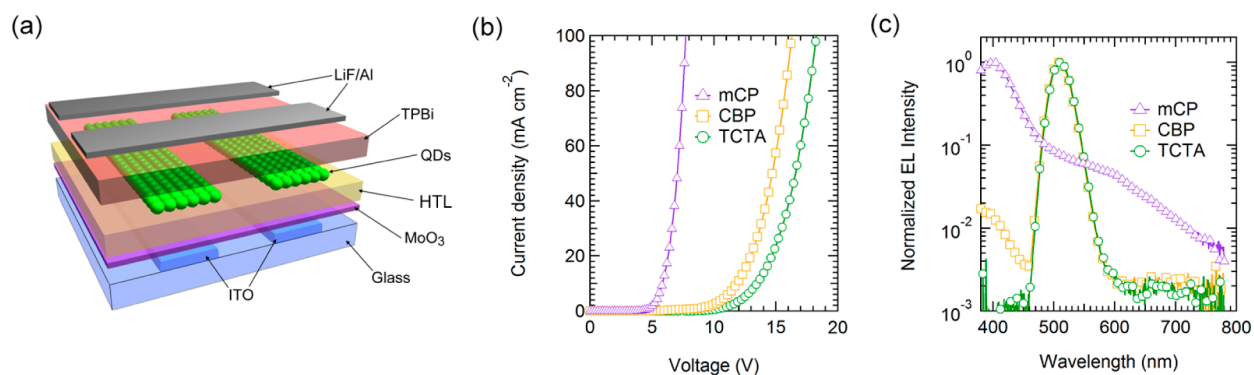 (a)
LiF/Al
TPBi
QDs
HTL
MoO3
Glass
ITO
(b)
Current density (mA cm-2)
100
80
60
40
20
0
mCP
CBP
TCTA
0 5 10 15 20
Voltage (V)
(c)
Normalized EL Intensity
10^0
10^-1
10^-2
10^-3
mCP
CBP
TCTA
400 500 600 700 800
Wavelength (nm)